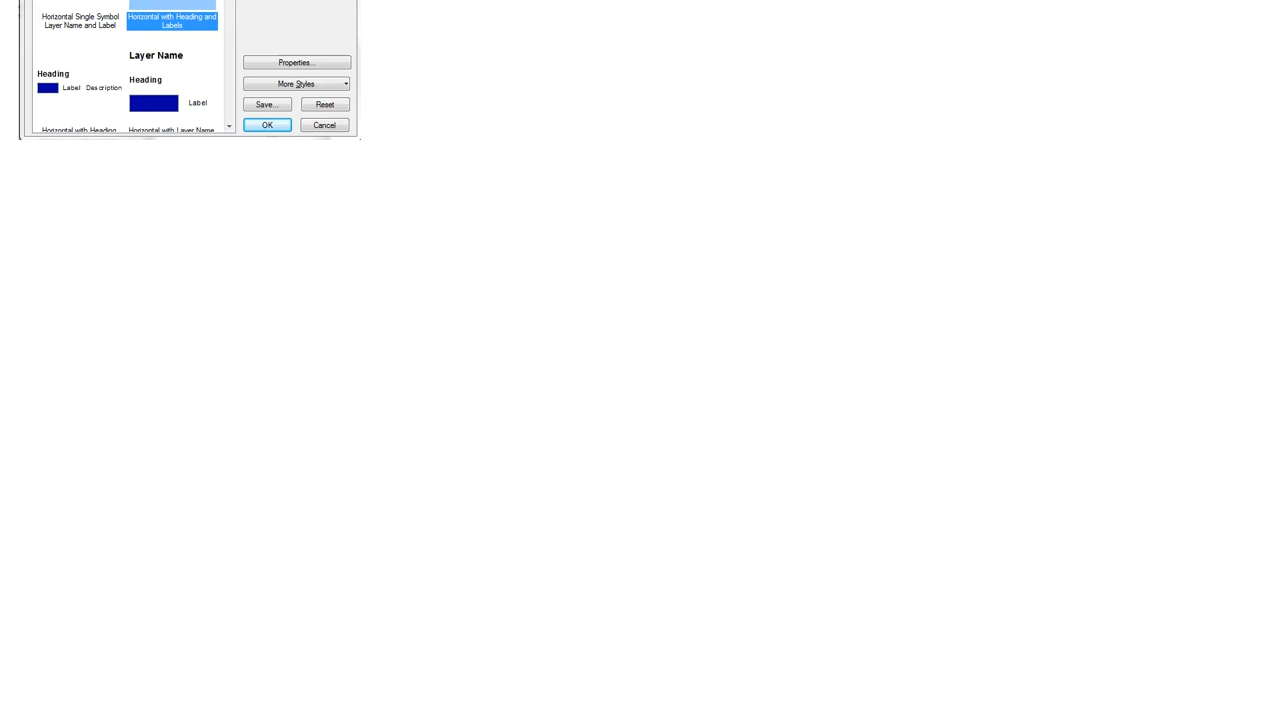 Horizontal Single Symbol
Layer Name and Label
Horizontal with Heading and
Labels
Heading
Label Description
Layer Name
Heading
Label
Horizontal with Heading
Horizontal with Layer Name
Properties...
More Styles
Save...
Reset
OK
Cancel